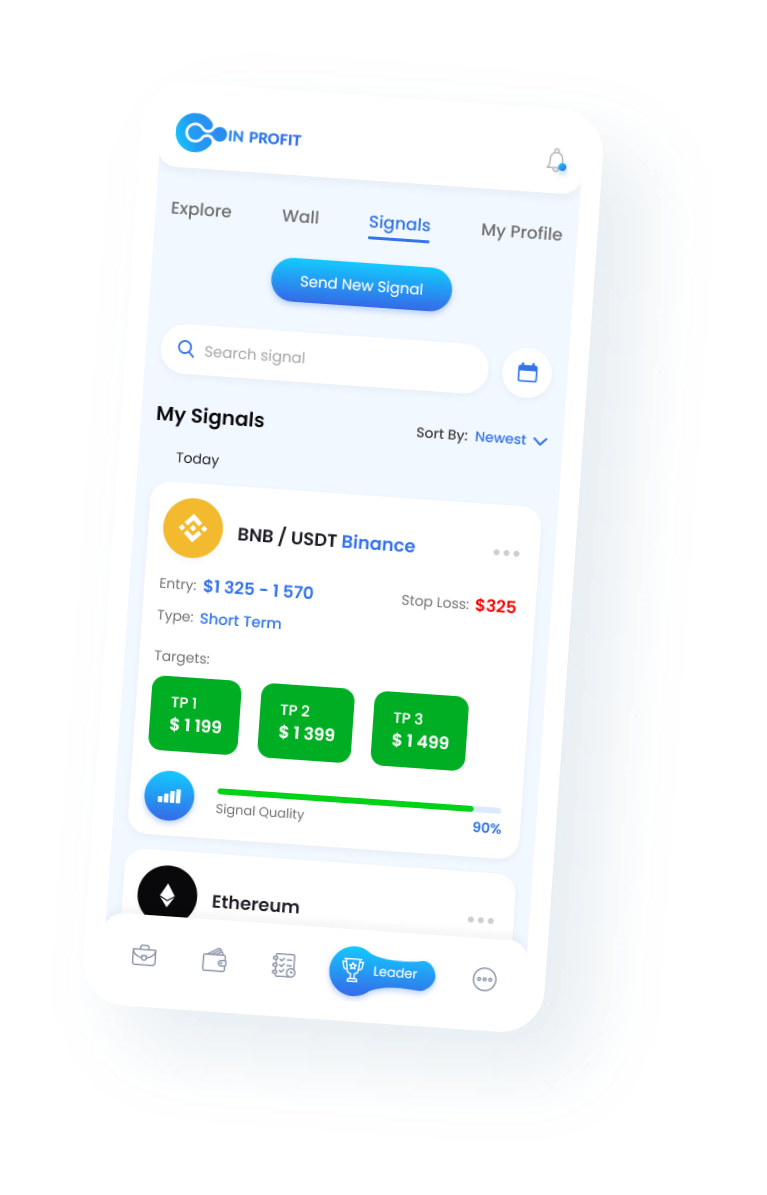 IN PROFIT
Explore Wall Signals My Profile
Send New Signal
Search signal
My Signals
Sort By: Newest
Today
BNB / USDT Binance
Entry: $1 325 - 1 570
Stop Loss: $325
Type: Short Term
Targets:
TP 1 TP 2 TP 3
$ 1 199 $ 1 399 $ 1 499
Signal Quality
90%
Ethereum
Leader